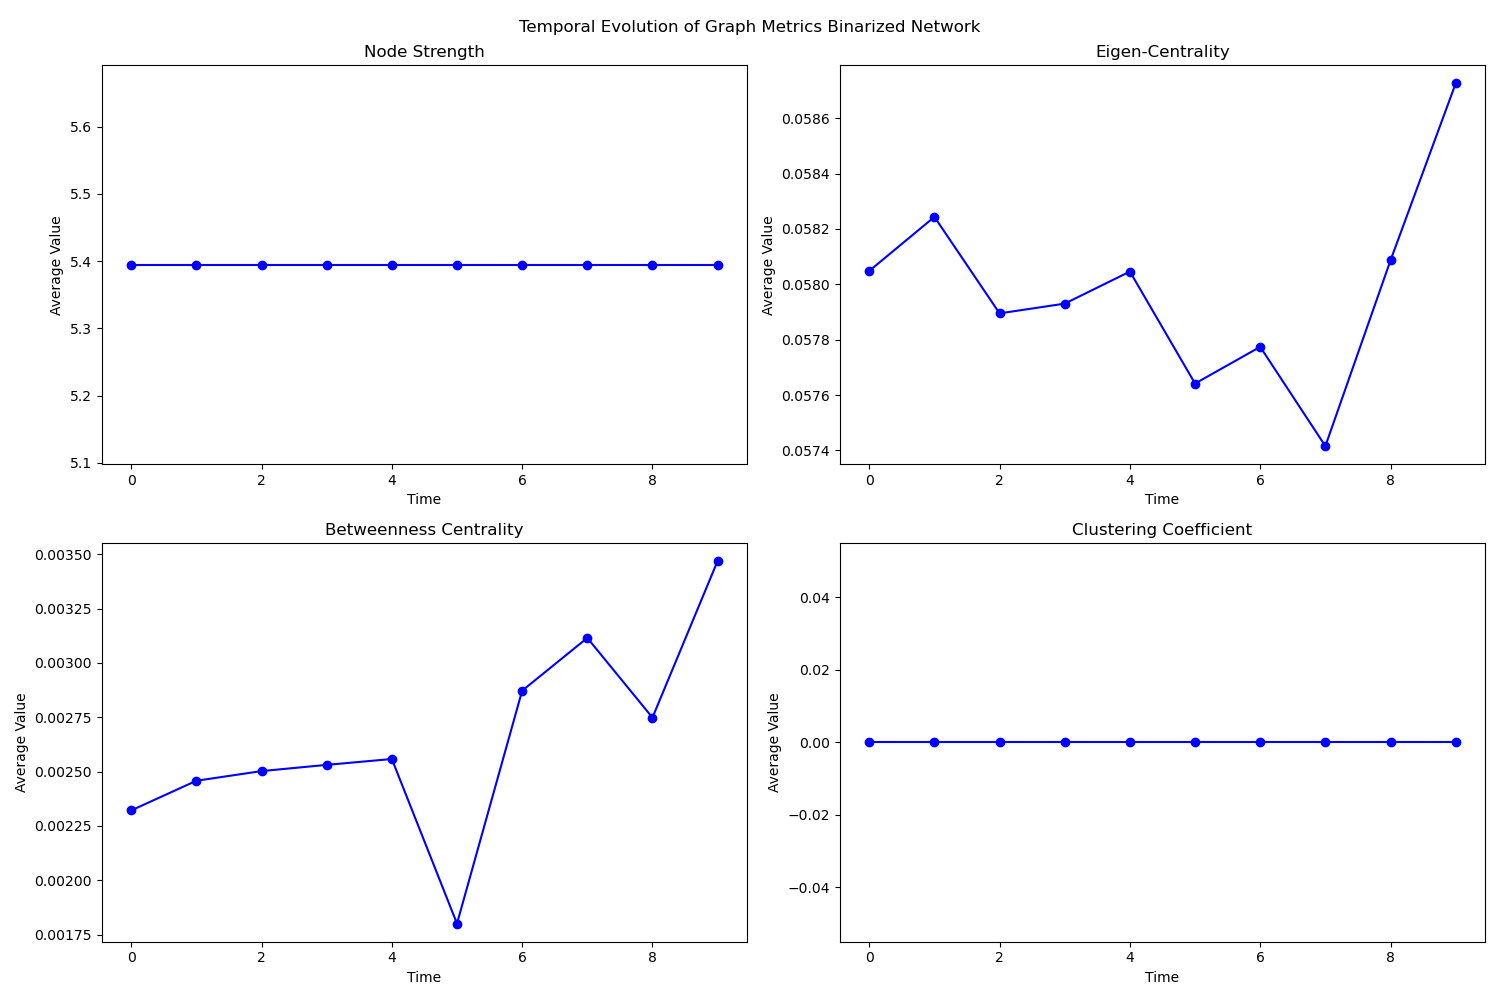 Temporal Evolution of Graph Metrics Binarized Network
Node Strength
Average Value
5.6
5.5
5.4
5.3
5.2
5.1
0 2 4 6 8
Time
Eigen-Centrality
Average Value
0.0586
0.0584
0.0582
0.0580
0.0578
0.0576
0.0574
0 2 4 6 8
Time
Betweenness Centrality
Average Value
0.00350
0.00325
0.00300
0.00275
0.00250
0.00225
0.00200
0.00175
0 2 4 6 8
Time
Clustering Coefficient
Average Value
0.04
0.02
0.00
−0.02
−0.04
0 2 4 6 8
Time